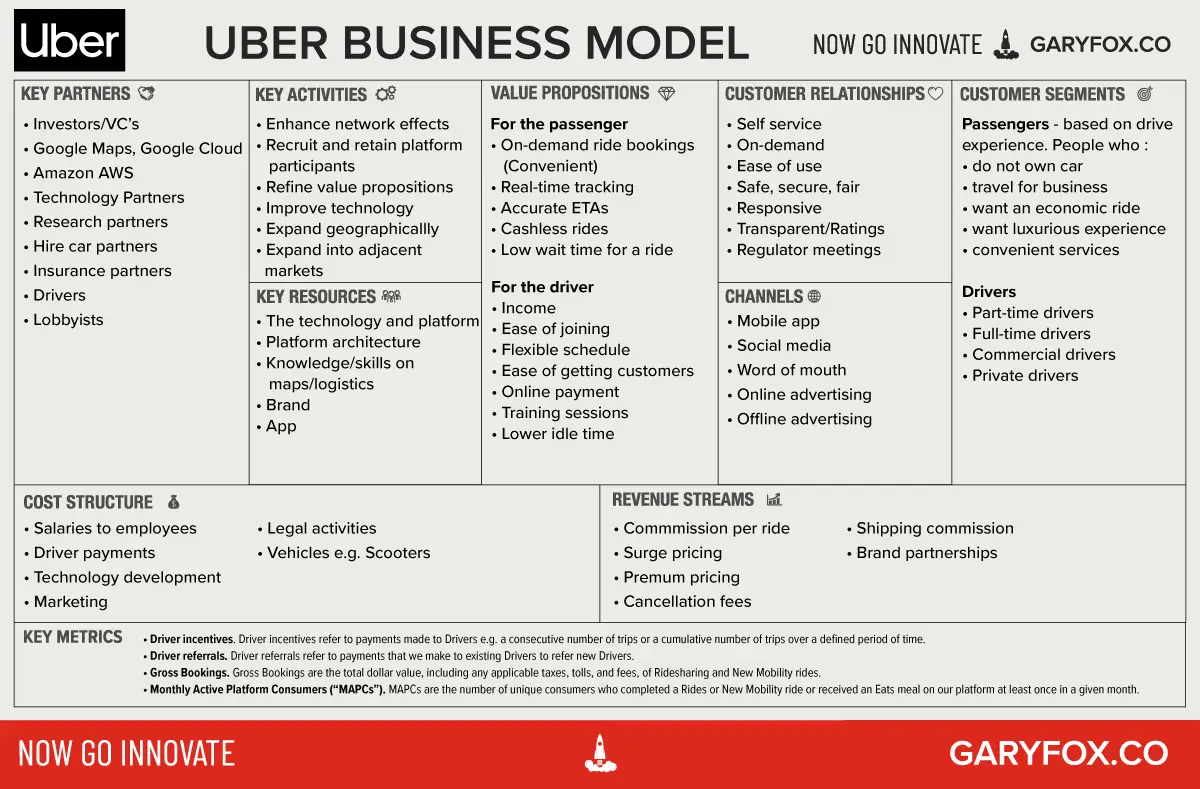 Uber
UBER BUSINESS MODEL
NOW GO INNOVATE GARYFOX.CO
KEY PARTNERS
• Investors/VC’s
• Google Maps, Google Cloud
• Amazon AWS
• Technology Partners
• Research partners
• Hire car partners
• Insurance partners
• Drivers
• Lobbyists
KEY ACTIVITIES
• Enhance network effects
• Recruit and retain platform
participants
• Refine value propositions
• Improve technology
• Expand geographicallly
• Expand into adjacent
markets
KEY RESOURCES
• The technology and platform
• Platform architecture
• Knowledge/skills on
maps/logistics
• Brand
• App
VALUE PROPOSITIONS
For the passenger
• On-demand ride bookings
(Convenient)
• Real-time tracking
• Accurate ETAs
• Cashless rides
• Low wait time for a ride
For the driver
• Income
• Ease of joining
• Flexible schedule
• Ease of getting customers
• Online payment
• Training sessions
• Lower idle time
CUSTOMER RELATIONSHIPS
• Self service
• On-demand
• Ease of use
• Safe, secure, fair
• Responsive
• Transparent/Ratings
• Regulator meetings
CHANNELS
• Mobile app
• Social media
• Word of mouth
• Online advertising
• Offline advertising
CUSTOMER SEGMENTS
Passengers - based on drive
experience. People who :
• do not own car
• travel for business
• want an economic ride
• want luxurious experience
• convenient services
Drivers
• Part-time drivers
• Full-time drivers
• Commercial drivers
• Private drivers
COST STRUCTURE
• Salaries to employees
• Driver payments
• Technology development
• Marketing
• Legal activities
• Vehicles e.g. Scooters
REVENUE STREAMS
• Commmission per ride
• Surge pricing
• Premum pricing
• Cancellation fees
• Shipping commission
• Brand partnerships
KEY METRICS
• Driver incentives. Driver incentives refer to payments made to Drivers e.g. a consecutive number of trips or a cumulative number of trips over a defined period of time.
• Driver referrals. Driver referrals refer to payments that we make to existing Drivers to refer new Drivers.
• Gross Bookings. Gross Bookings are the total dollar value, including any applicable taxes, tolls, and fees, of Ridesharing and New Mobility rides.
• Monthly Active Platform Consumers (“MAPCs”). MAPCs are the number of unique consumers who completed a Rides or New Mobility ride or received an Eats meal on our platform at least once in a given month.
NOW GO INNOVATE
GARYFOX.CO